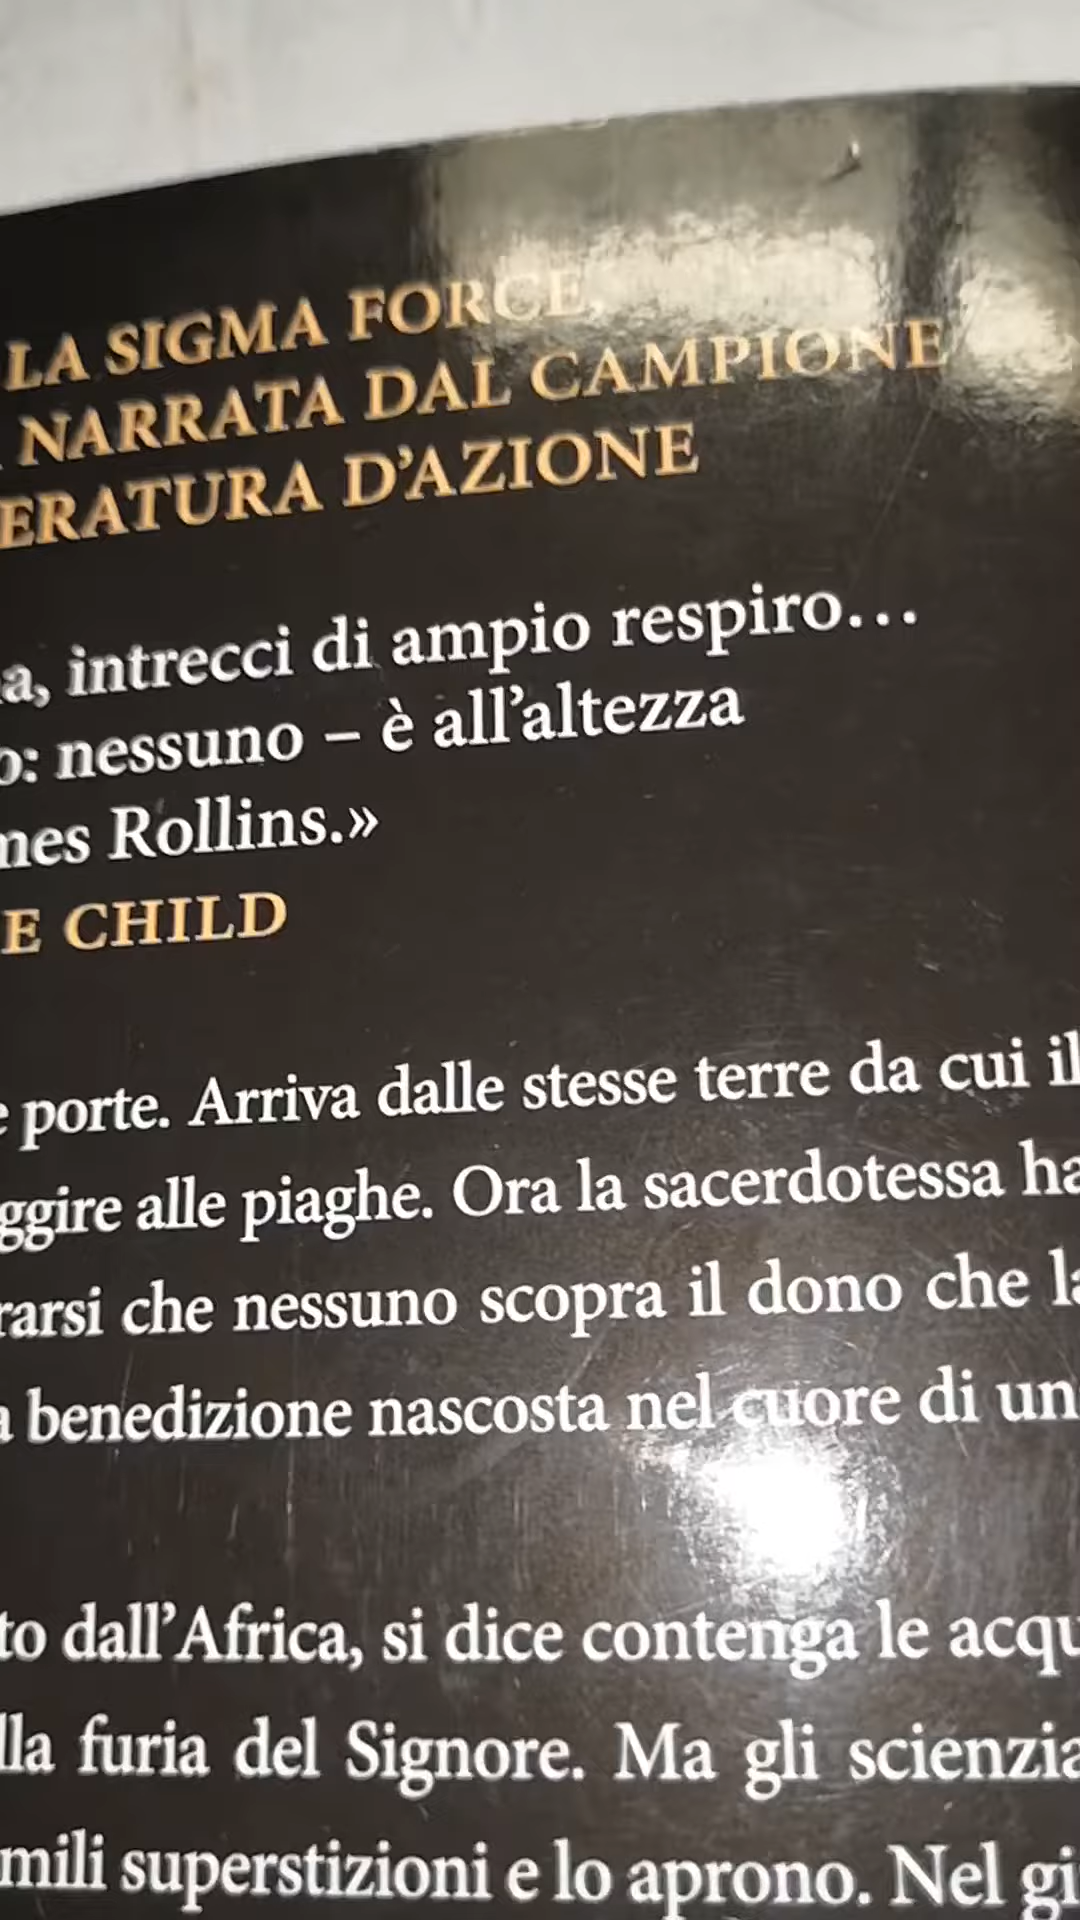 LA SIGMA FORCE,
NARRATA DAL CAMPIONE
ERATURA D'AZIONE
a, intrecci di ampio respiro…
o: nessuno – è all'altezza
mes Rollins.»
E CHILD
e porte. Arriva dalle stesse terre da cui il
ggire alle piaghe. Ora la sacerdotessa ha
rarsi che nessuno scopra il dono che la
a benedizione nascosta nel cuore di un
to dall'Africa, si dice contenga le acqu
lla furia del Signore. Ma gli scienzia
mili superstizioni e lo aprono. Nel gi